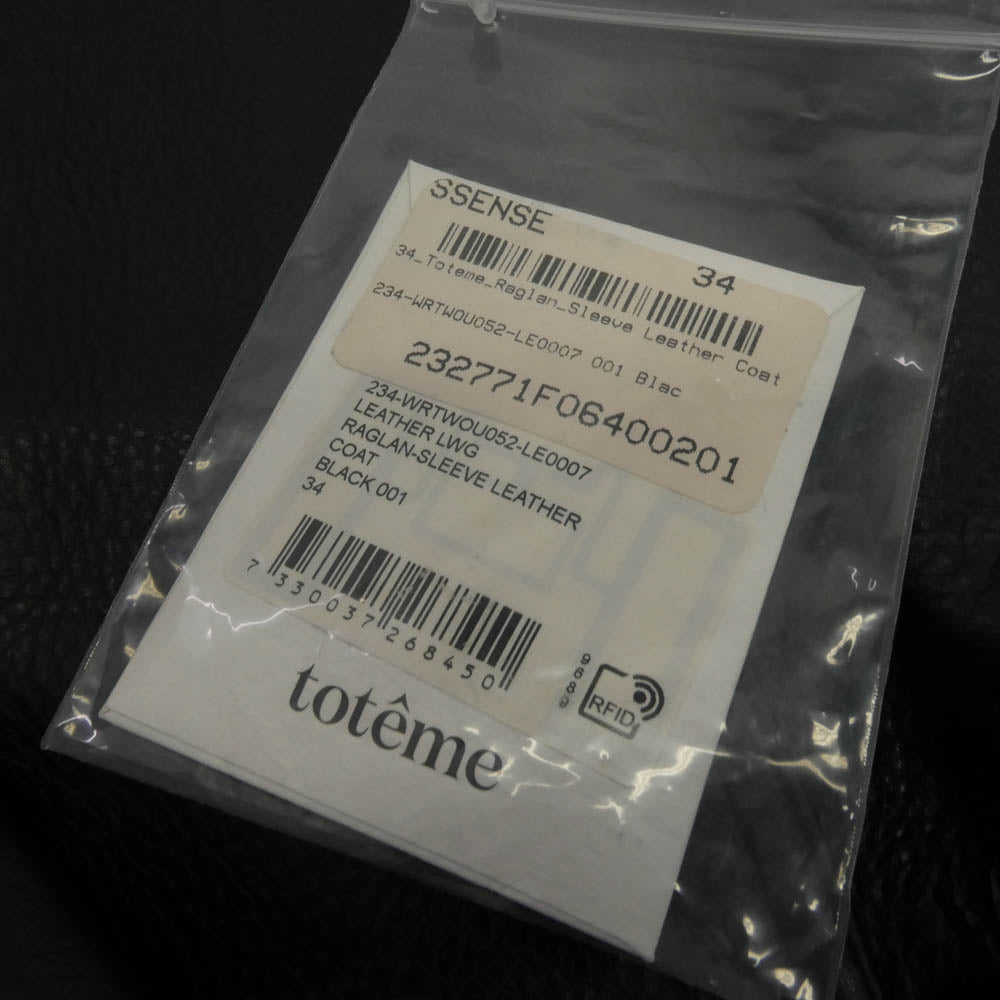 SSENSE
34
34_Toteme_Raglan_Sleeve Leather Coat
234-WRTWOU052-LE0007 001 Blac
232771F06400201
234-WRTWOU052-LE0007
LEATHER LWG
RAGLAN-SLEEVE LEATHER
COAT
BLACK 001
34
7 330037 268450
9689
RFID
totême